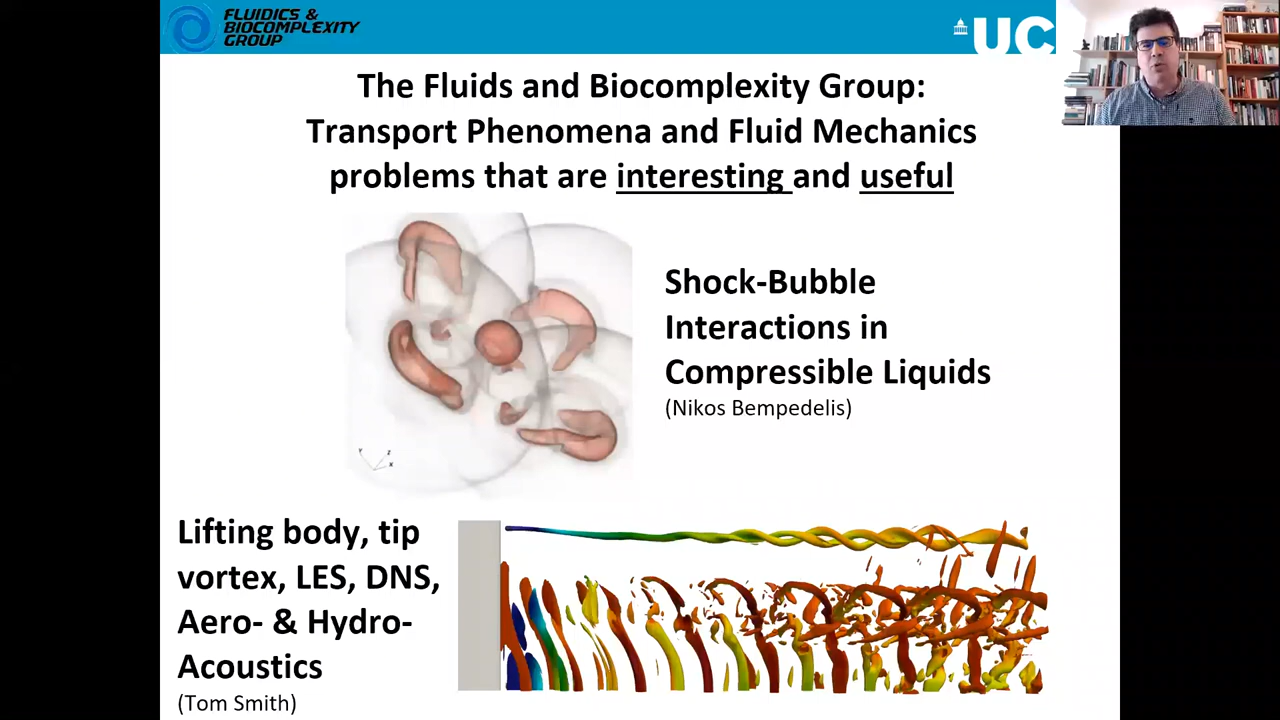 FLUIDICS &
BIOCOMPLEXITY
GROUP
UC
The Fluids and Biocomplexity Group:
Transport Phenomena and Fluid Mechanics
problems that are interesting and useful
Shock-Bubble
Interactions in
Compressible Liquids
(Nikos Bempedelis)
Y Z
X
Lifting body, tip
vortex, LES, DNS,
Aero- & Hydro-
Acoustics
(Tom Smith)